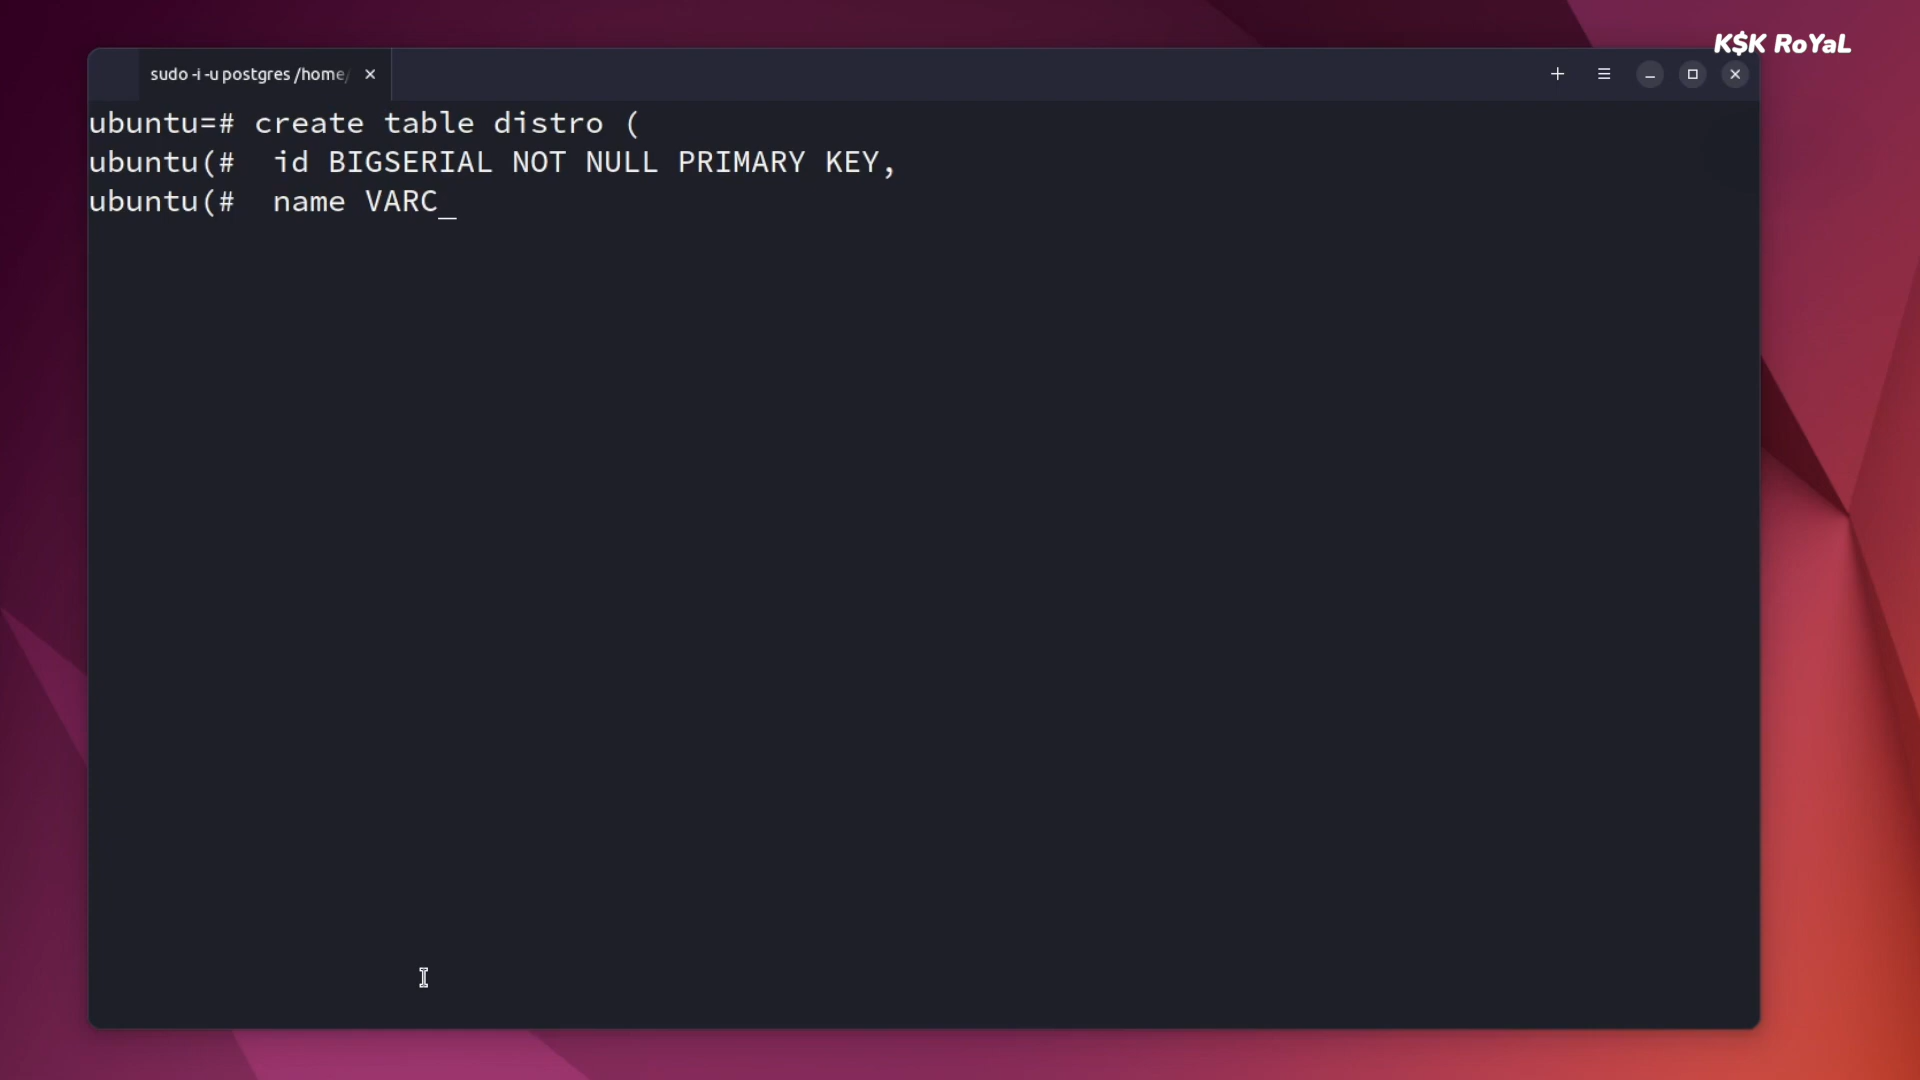 K$K RoYaL
sudo -i -u postgres /home/
ubuntu=# create table distro (
ubuntu(#  id BIGSERIAL NOT NULL PRIMARY KEY,
ubuntu(#  name VARC_